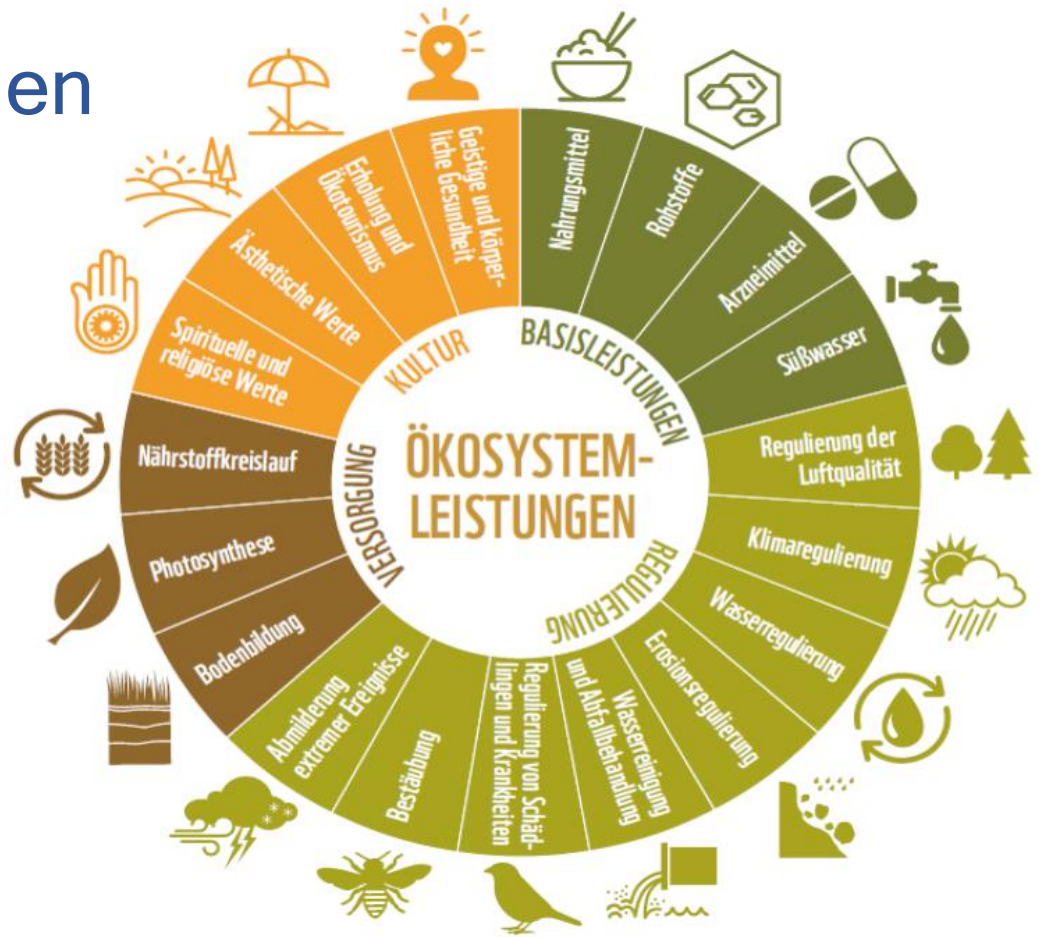 en
ÖKOSYSTEM-
LEISTUNGEN
BASISLEISTUNGEN
Nahrungsmittel
Rohstoffe
Arzneimittel
Süßwasser
REGULIERUNG
Regulierung der
Luftqualität
Klimaregulierung
Wasserregulierung
Erosionsregulierung
Wasserreinigung
und Abfallbehandlung
Regulierung von Schäd-
lingen und Krankheiten
Bestäubung
Abmilderung
extremer Ereignisse
VERSORGUNG
Bodenbildung
Photosynthese
Nährstoffkreislauf
KULTUR
Spirituelle und
religiöse Werte
Ästhetische Werte
Erholung und
Ökotourismus
Geistige und körper-
liche Gesundheit